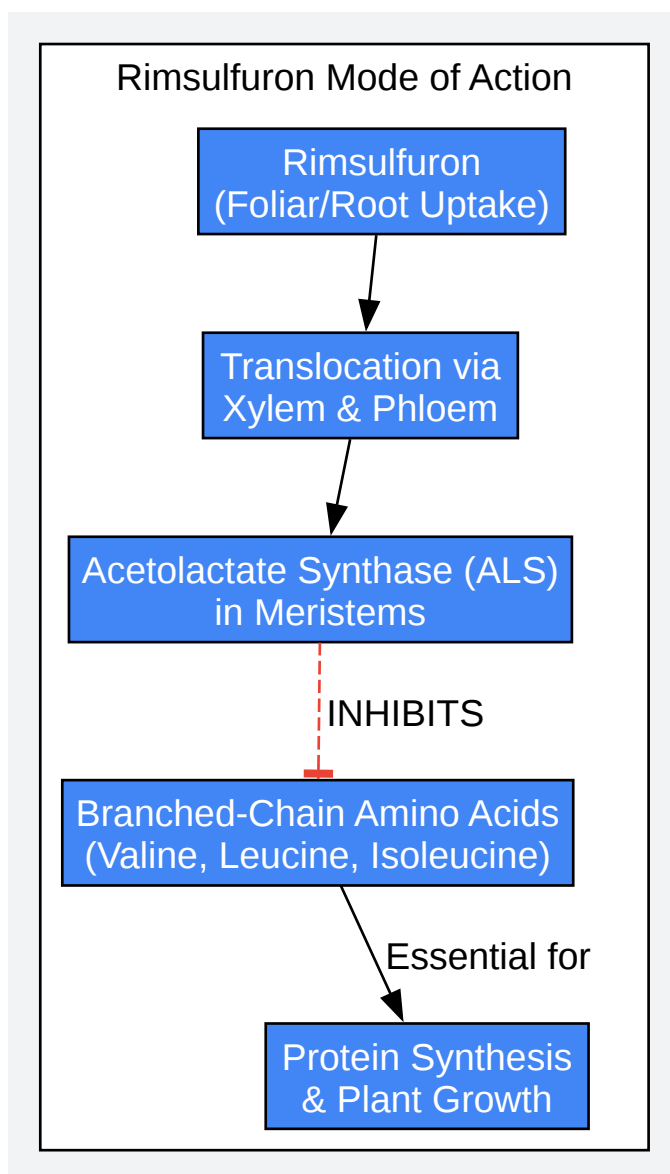 Rimsulfuron Mode of Action
Rimsulfuron
(Foliar/Root Uptake)
Translocation via
Xylem & Phloem
Acetolactate Synthase (ALS)
in Meristems
INHIBITS
Branched-Chain Amino Acids
(Valine, Leucine, Isoleucine)
Essential for
Protein Synthesis
& Plant Growth